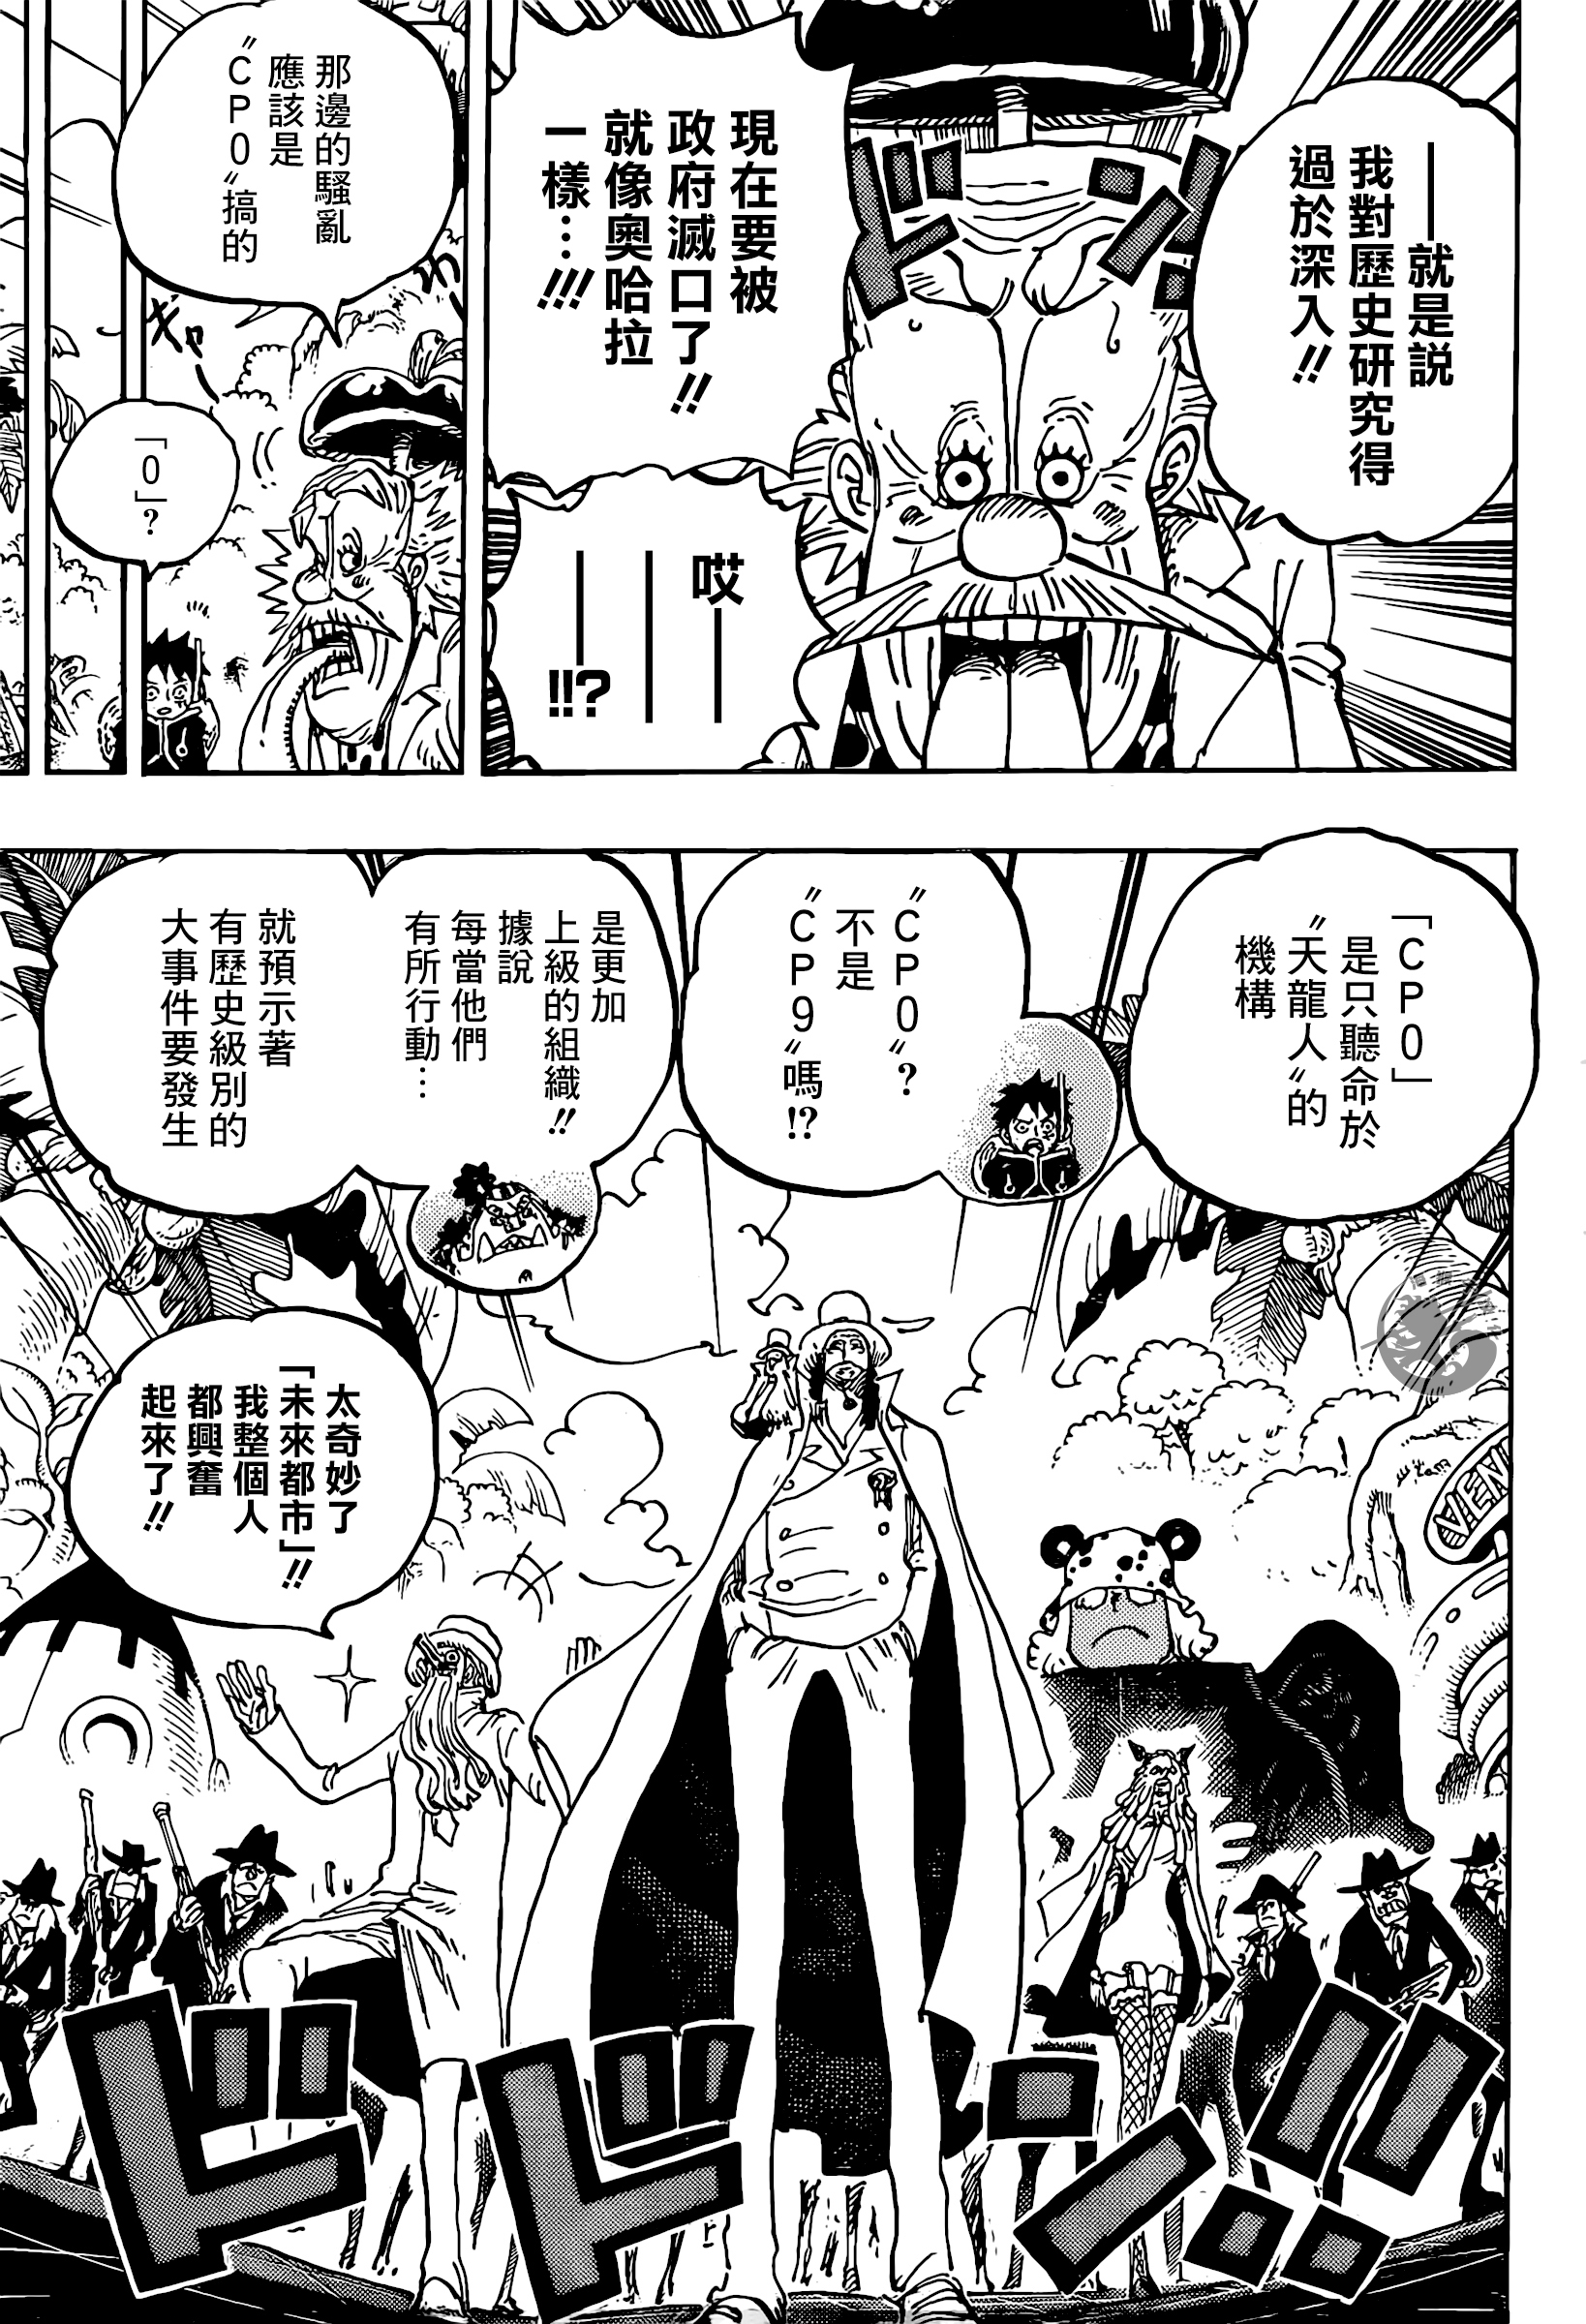 ——就是説
我對歷史研究得
過於深入!!
現在要被
政府滅口了!!
就像奧哈拉
一樣…!!!
哎—
—
—!!?
那邊的騷亂
應該是
〝CP0〞搞的
「0」?
「CP0」
是只聽命於
〝天龍人〞的
機構
〝CP0〞?
不是
〝CP9〞嗎!?
是更加
上級的組織!!
據說
每當他們
有所行動…
就預示著
有歷史級別的
大事件要發生
太奇妙了
「未來都市」!!
我整個人
都興奮
起來了!!
ドドン!!
VEN